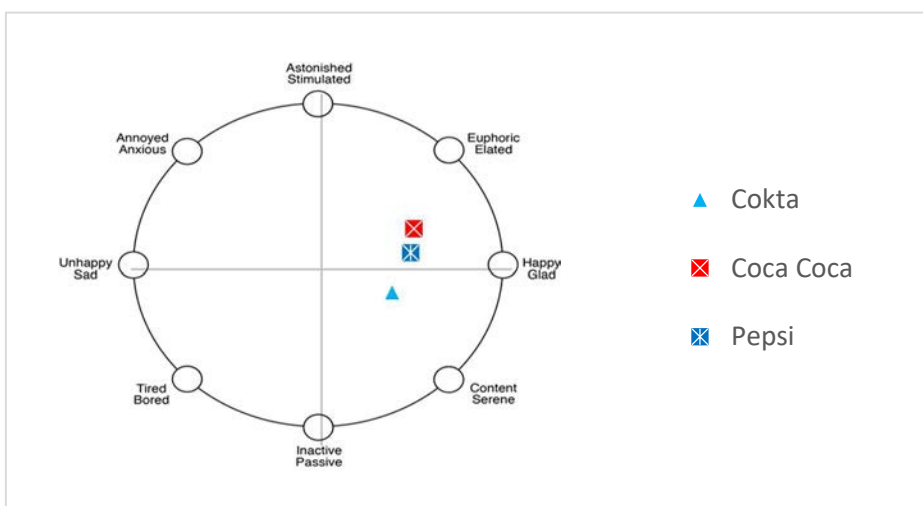 Astonished
Stimulated
Annoyed
Anxious
Euphoric
Elated
Cokta
Unhappy
Sad
Happy
Glad
Coca Coca
Pepsi
Tired
Bored
Content
Serene
Inactive
Passive